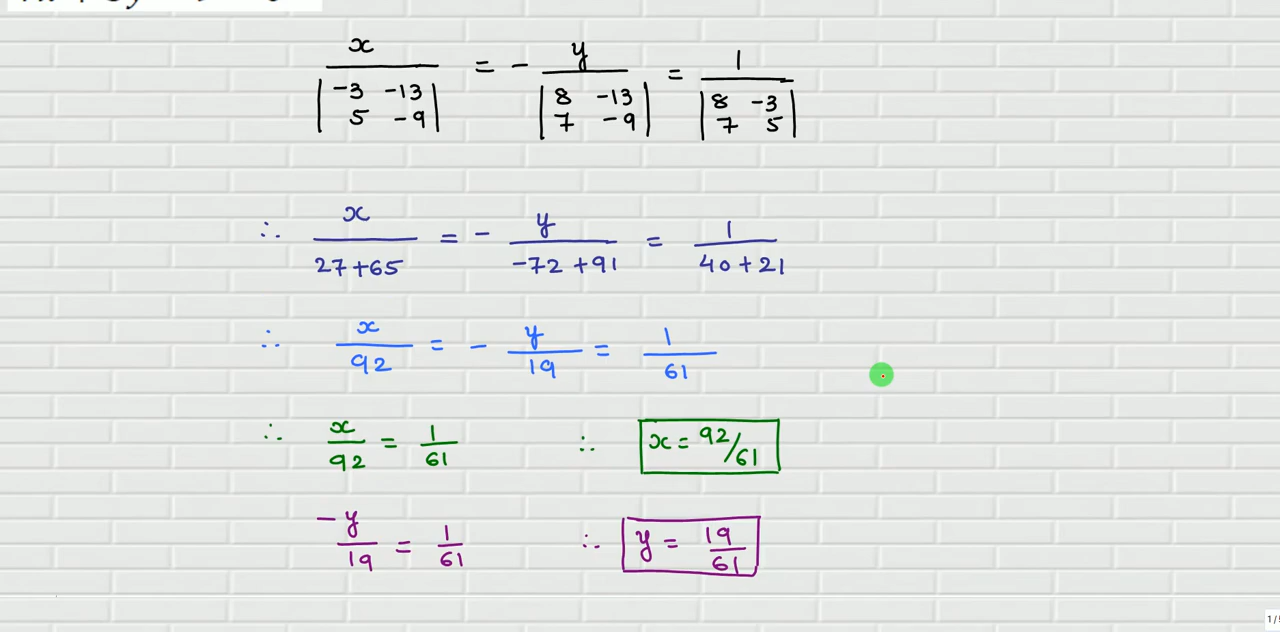 x / | -3 -13 ; 5 -9 | = - y / | 8 -13 ; 7 -9 | = 1 / | 8 -3 ; 7 5 |
∴ x / 27+65 = - y / -72 +91 = 1 / 40+21
∴ x / 92 = - y / 19 = 1 / 61
∴ x / 92 = 1 / 61 ∴ x = 92/61
-y / 19 = 1 / 61 ∴ y = 19 / 61